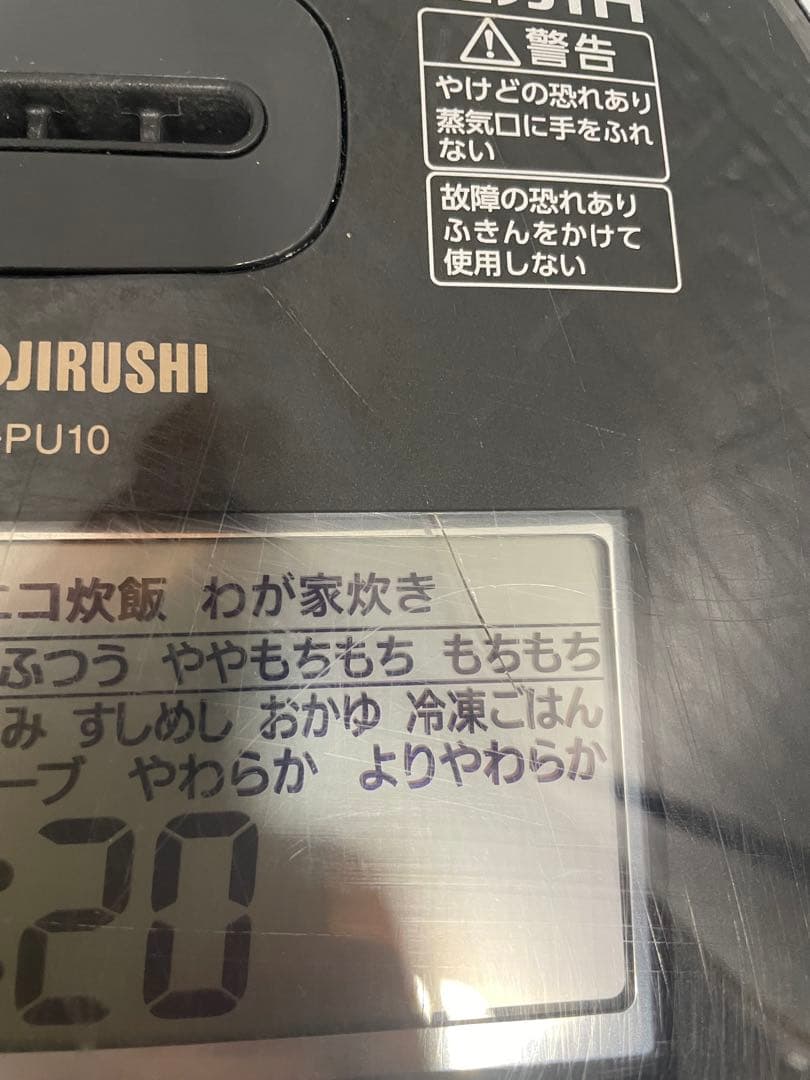 警告
やけどの恐れあり
蒸気口に手をふれ
ない
故障の恐れあり
ふきんをかけて
使用しない
OJIRUSHI
-PU10
エコ炊飯 わが家炊き
ふつう ややもちもち もちもち
み すしめし おかゆ 冷凍ごはん
ーブ やわらか よりやわらか
:20